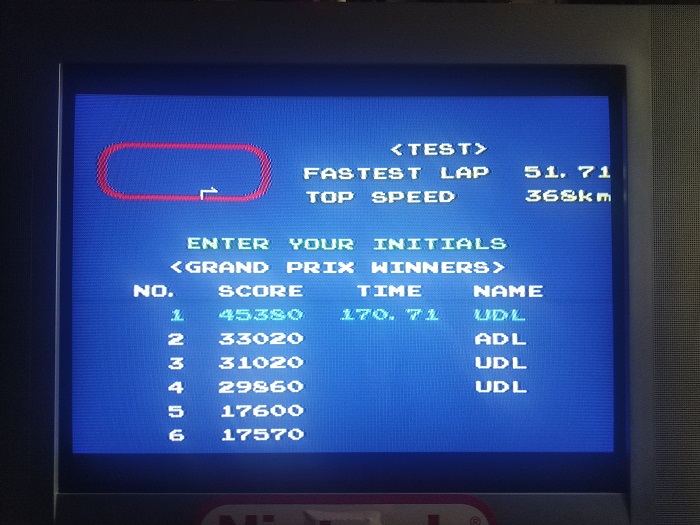 <TEST>
FASTEST LAP 51.71
TOP SPEED 368km
ENTER YOUR INITIALS
<GRAND PRIX WINNERS>
NO. SCORE TIME NAME
1 45380 170.71 UDL
2 33020 ADL
3 31020 UDL
4 29860 UDL
5 17600
6 17570
Nintendo®